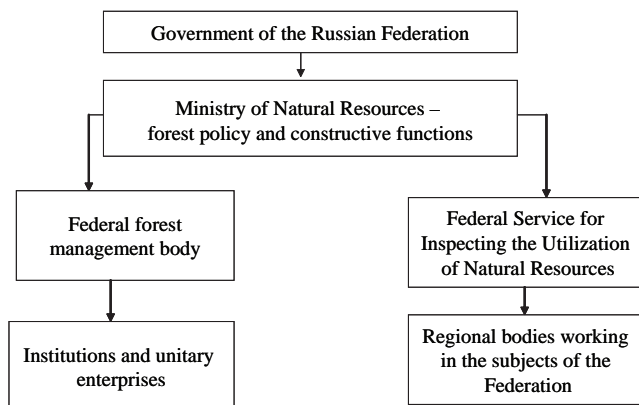 Government of the Russian Federation
Ministry of Natural Resources –
forest policy and constructive functions
Federal forest
management body
Federal Service for
Inspecting the Utilization
of Natural Resources
Institutions and unitary
enterprises
Regional bodies working
in the subjects of the
Federation